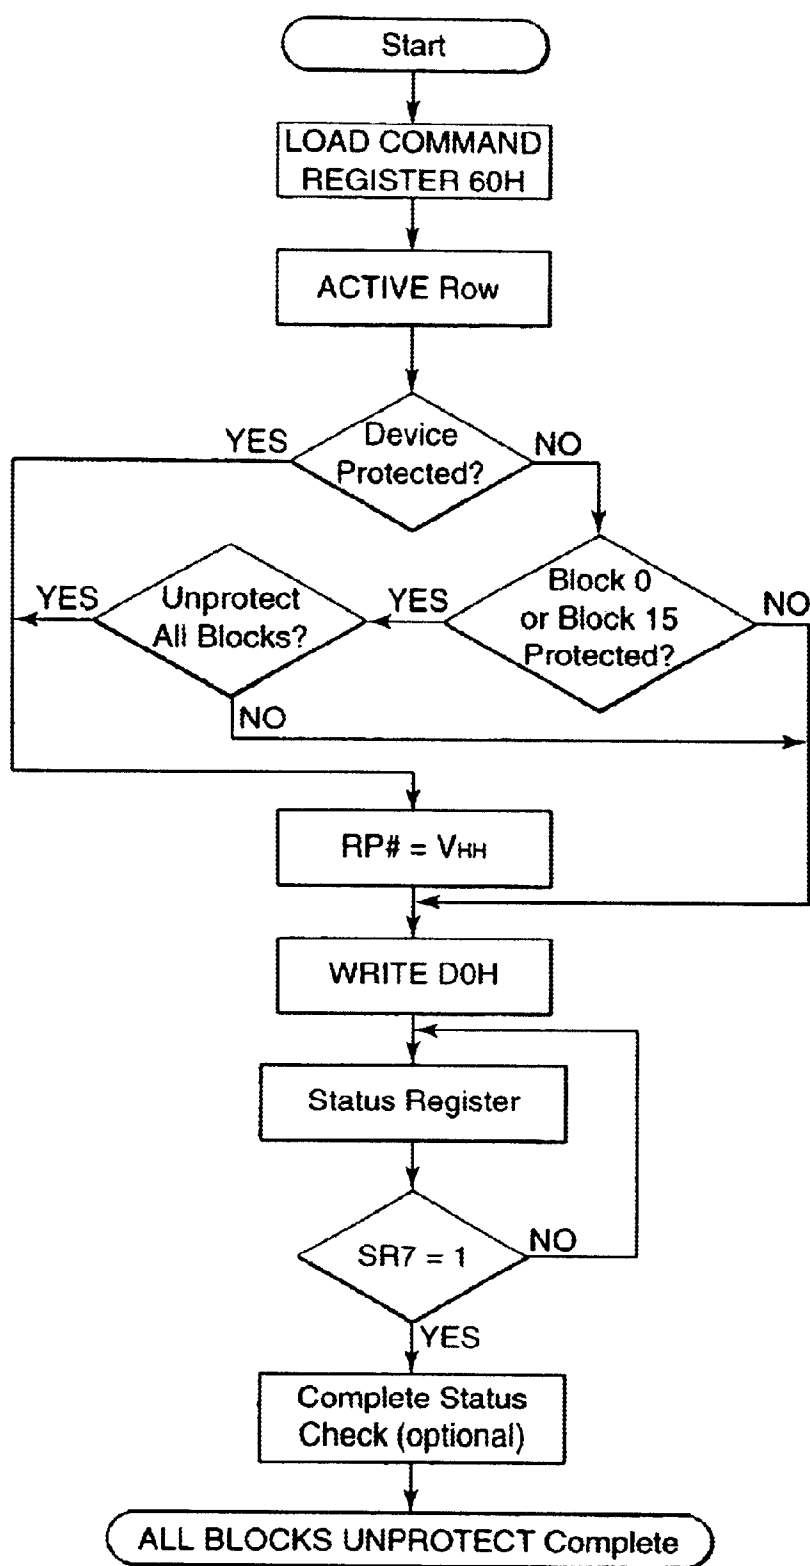 Start
LOAD COMMAND
REGISTER 60H
ACTIVE Row
YES
Device
Protected?
NO
YES
Unprotect
All Blocks?
YES
Block 0
or Block 15
Protected?
NO
NO
RP# = VHH
WRITE D0H
Status Register
SR7 = 1
NO
YES
Complete Status
Check (optional)
ALL BLOCKS UNPROTECT Complete